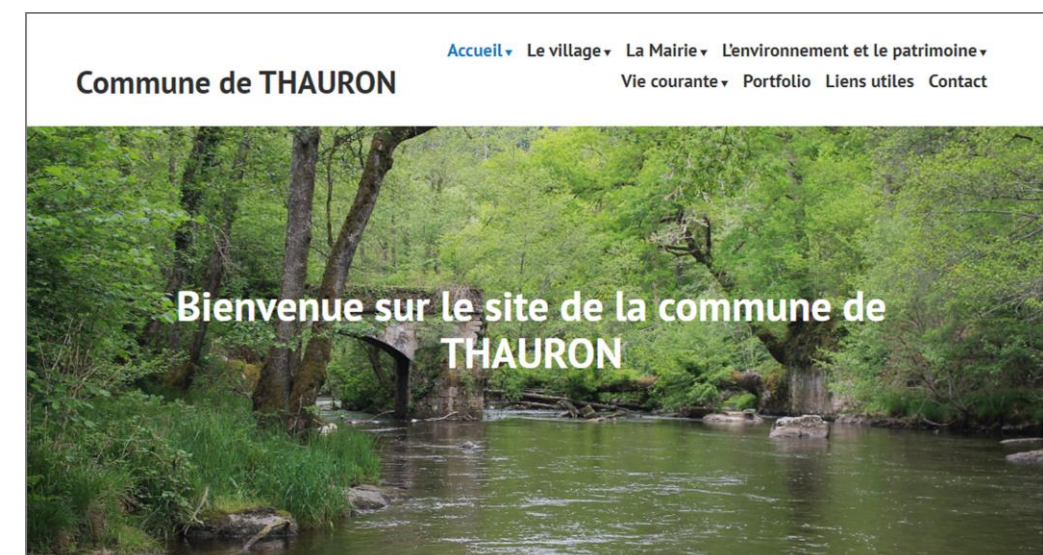 Commune de THAURON
Accueil ▾ Le village ▾ La Mairie ▾ L'environnement et le patrimoine ▾
Vie courante ▾ Portfolio Liens utiles Contact
Bienvenue sur le site de la commune de
THAURON